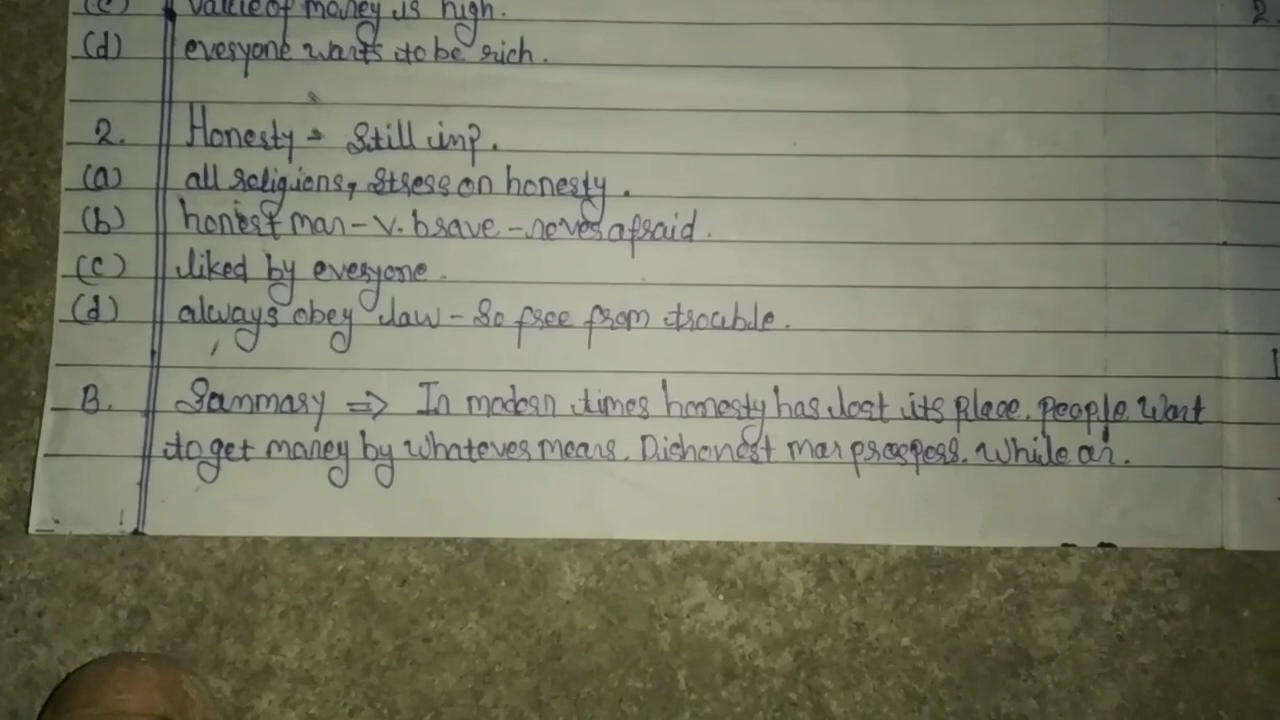 (c) value of money is high.
(d) everyone wants to be rich.
2. Honesty - Still imp.
(a) all religions, stress on honesty.
(b) honest man - v. brave - never afraid.
(c) liked by everyone.
(d) always obey law - so free from trouble.
B. Summary ⇒ In modern times honesty has lost its place. People want
to get money by whatever means. Dishonest man prospers. While an
2